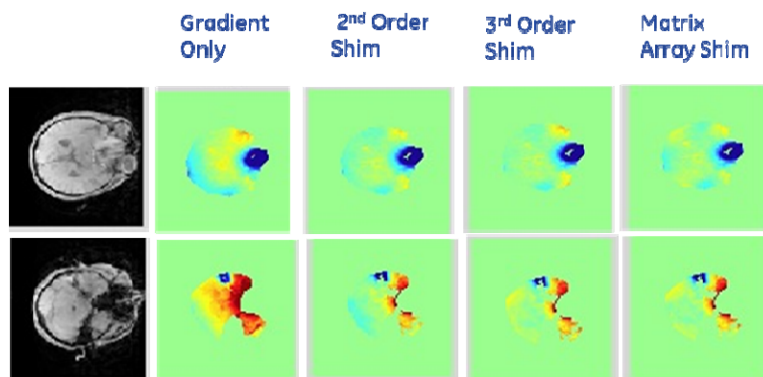 Gradient
Only
2nd Order
Shim
3rd Order
Shim
Matrix
Array Shim